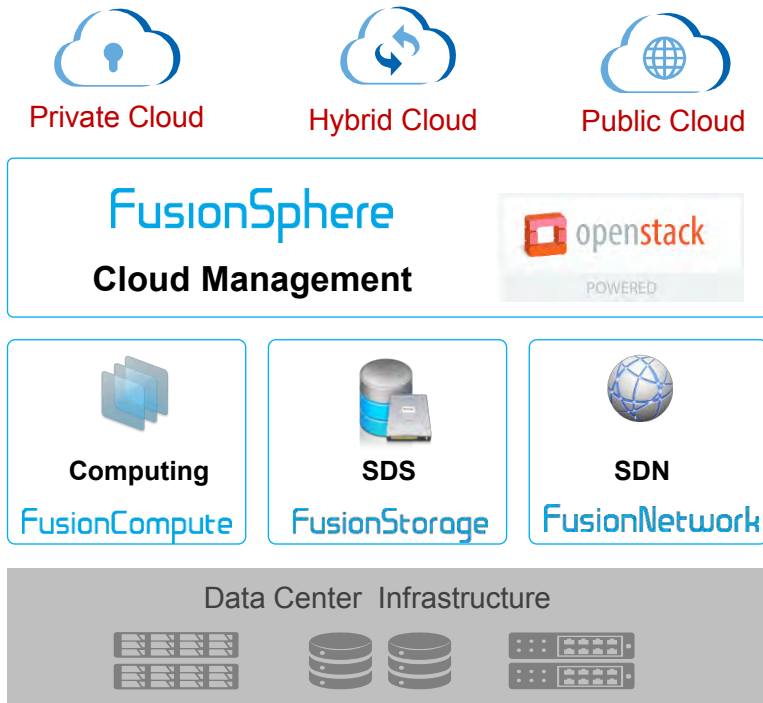 Private Cloud
Hybrid Cloud
Public Cloud
FusionSphere
Cloud Management
openstack
POWERED
Computing
FusionCompute
SDS
FusionStorage
SDN
FusionNetwork
Data Center Infrastructure